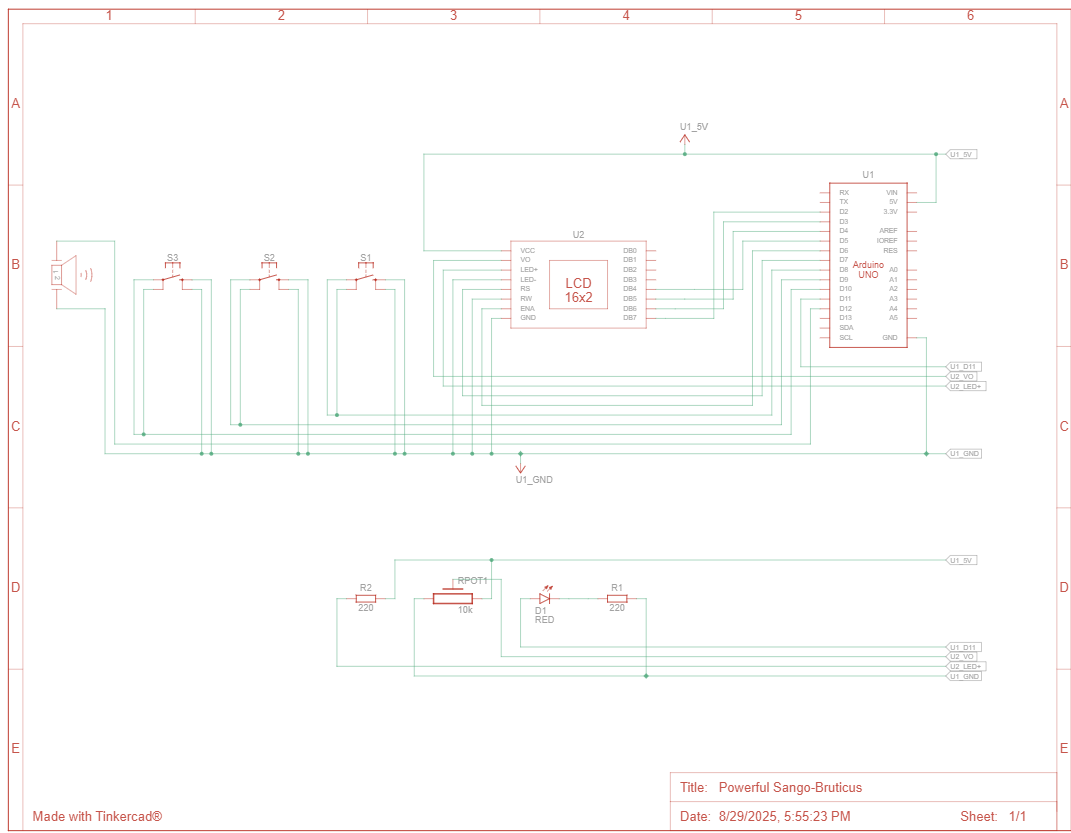 1 2 3 4 5 6
A A
U1_5V
U1_5V
U1
RX VIN
TX 5V
D2 3.3V
D3
D4 AREF
D5 IOREF
D6 RES
D7
D8 A0
D9 A1
D10 A2
D11 A3
D12 A4
D13 A5
SDA
SCL GND
Arduino
UNO
B B
S3 S2 S1
U2
VCC DB0
VO DB1
LED+ DB2
LED- DB3
RS DB4
RW DB5
ENA DB6
GND DB7
LCD
16x2
1 2
U1_D11
U2_VO
U2_LED+
C C
U1_GND
U1_GND
U1_5V
D D
R2
220
RPOT1
10k
D1
RED
R1
220
U1_D11
U2_VO
U2_LED+
U1_GND
E E
Title: Powerful Sango-Bruticus
Made with Tinkercad®
Date: 8/29/2025, 5:55:23 PM Sheet: 1/1